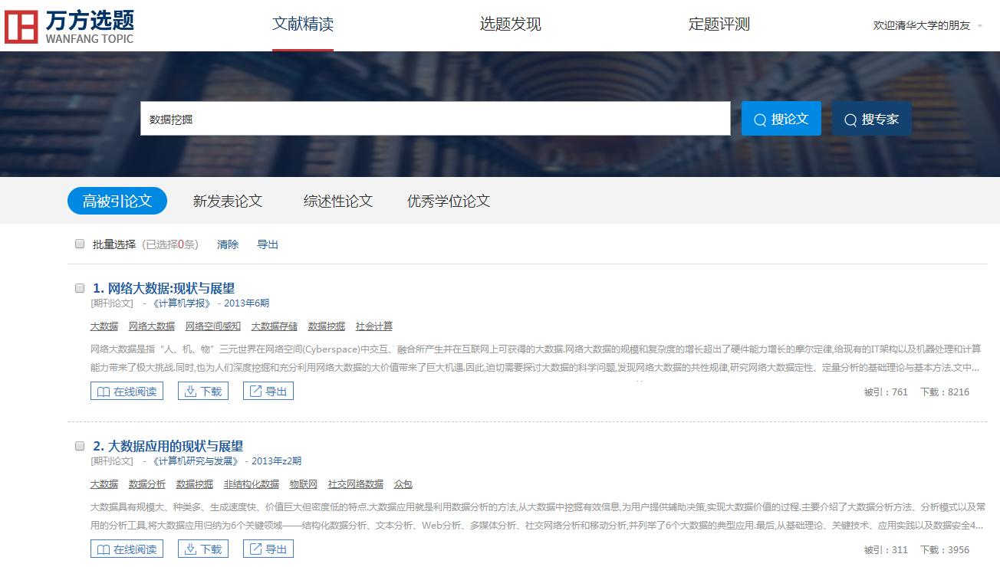 万方选题
WANFANG TOPIC
文献精读 选题发现 定题评测 欢迎清华大学的朋友
数据挖掘 搜论文 搜专家
高被引论文 新发表论文 综述性论文 优秀学位论文
批量选择 (已选择0条) 清除 导出
1. 网络大数据:现状与展望
[期刊论文] - 《计算机学报》 - 2013年6期
大数据 网络大数据 网络空间感知 大数据存储 数据挖掘 社会计算
网络大数据是指“人、机、物”三元世界在网络空间(Cyberspace)中交互、融合所产生并在互联网上可获得的大数据.网络大数据的规模和复杂度的增长超出了硬件能力增长的摩尔定律,给现有的IT架构以及机器处理和计算
能力带来了极大挑战.同时,也为人们深度挖掘和充分利用网络大数据的大价值带来了巨大机遇.因此,迫切需要探讨大数据的科学问题,发现网络大数据的共性规律,研究网络大数据定性、定量分析的基础理论与基本方法.文中...
在线阅读 下载 导出 被引：761 下载：8216
2. 大数据应用的现状与展望
[期刊论文] - 《计算机研究与发展》 - 2013年z2期
大数据 数据分析 数据挖掘 非结构化数据 物联网 社交网络数据 众包
大数据具有规模大、种类多、生成速度快、价值巨大但密度低的特点.大数据应用就是利用数据分析的方法,从大数据中挖掘有效信息,为用户提供辅助决策,实现大数据价值的过程.主要介绍了大数据分析方法、分析模式以及常
用的分析工具,将大数据应用归纳为6个关键领域——结构化数据分析、文本分析、Web分析、多媒体分析、社交网络分析和移动分析,并列举了6个大数据的典型应用.最后,从基础理论、关键技术、应用实践以及数据安全4...
在线阅读 下载 导出 被引：311 下载：3956